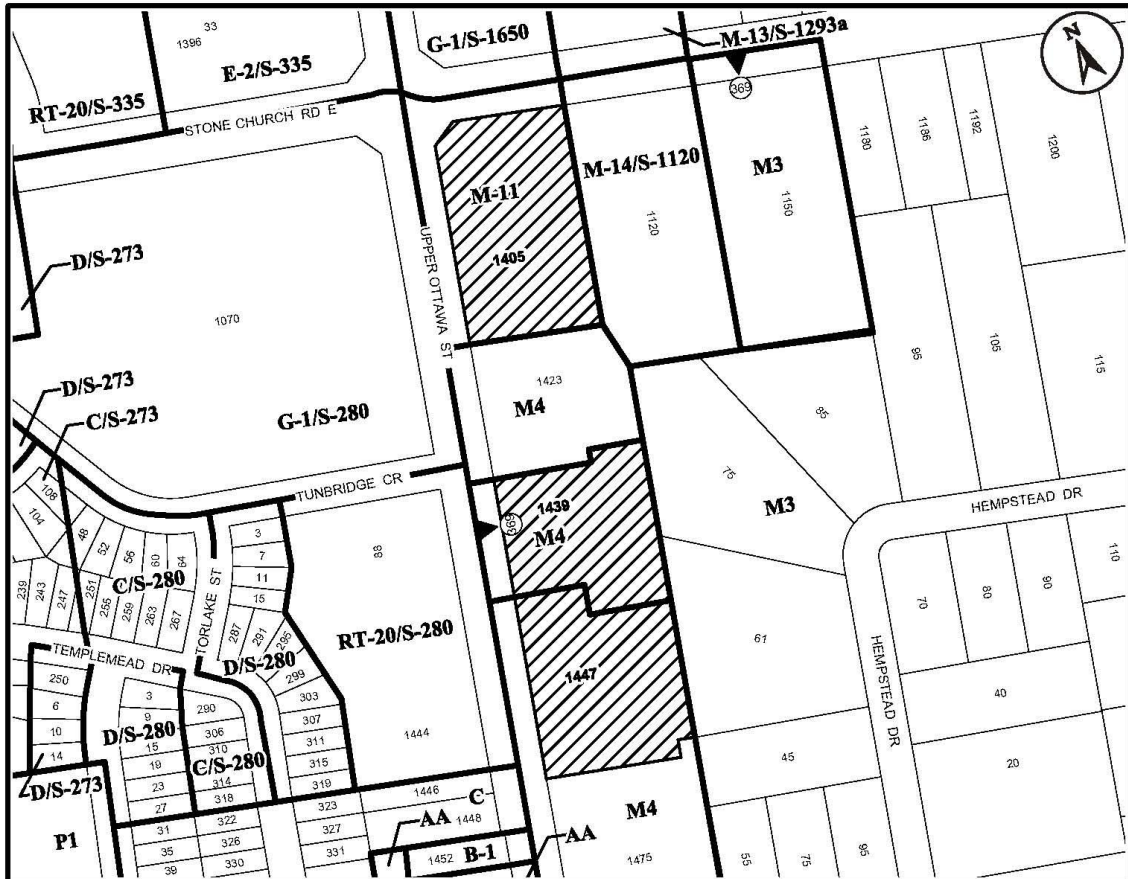 33
1396
E-2/S-335
RT-20/S-335
G-1/S-1650
M-13/S-1293a
N
369
STONE CHURCH RD E
M-11
1405
M-14/S-1120
1120
M3
1150
1180
1186
1192
1200
D/S-273
1070
UPPER OTTAWA ST
95
105
115
D/S-273
C/S-273
G-1/S-280
1423
M4
85
75
M3
TUNBRIDGE CR
HEMPSTEAD DR
1439
M4
369
108
104
48
52
56
60
64
3
7
11
15
88
239
243
247
251
255
259
263
267
C/S-280
TORLAKE ST
287
291
295
299
D/S-280
RT-20/S-280
61
70
80
90
110
TEMPLEMEAD DR
1447
HEMPSTEAD DR
250
6
10
14
3
9
15
19
23
27
D/S-280
290
306
310
314
318
C/S-280
303
307
311
315
319
1444
40
45
20
D/S-273
P1
31
35
39
322
326
330
323
327
331
1446
C
1448
AA
1452
B-1
AA
M4
1475
55
75
95